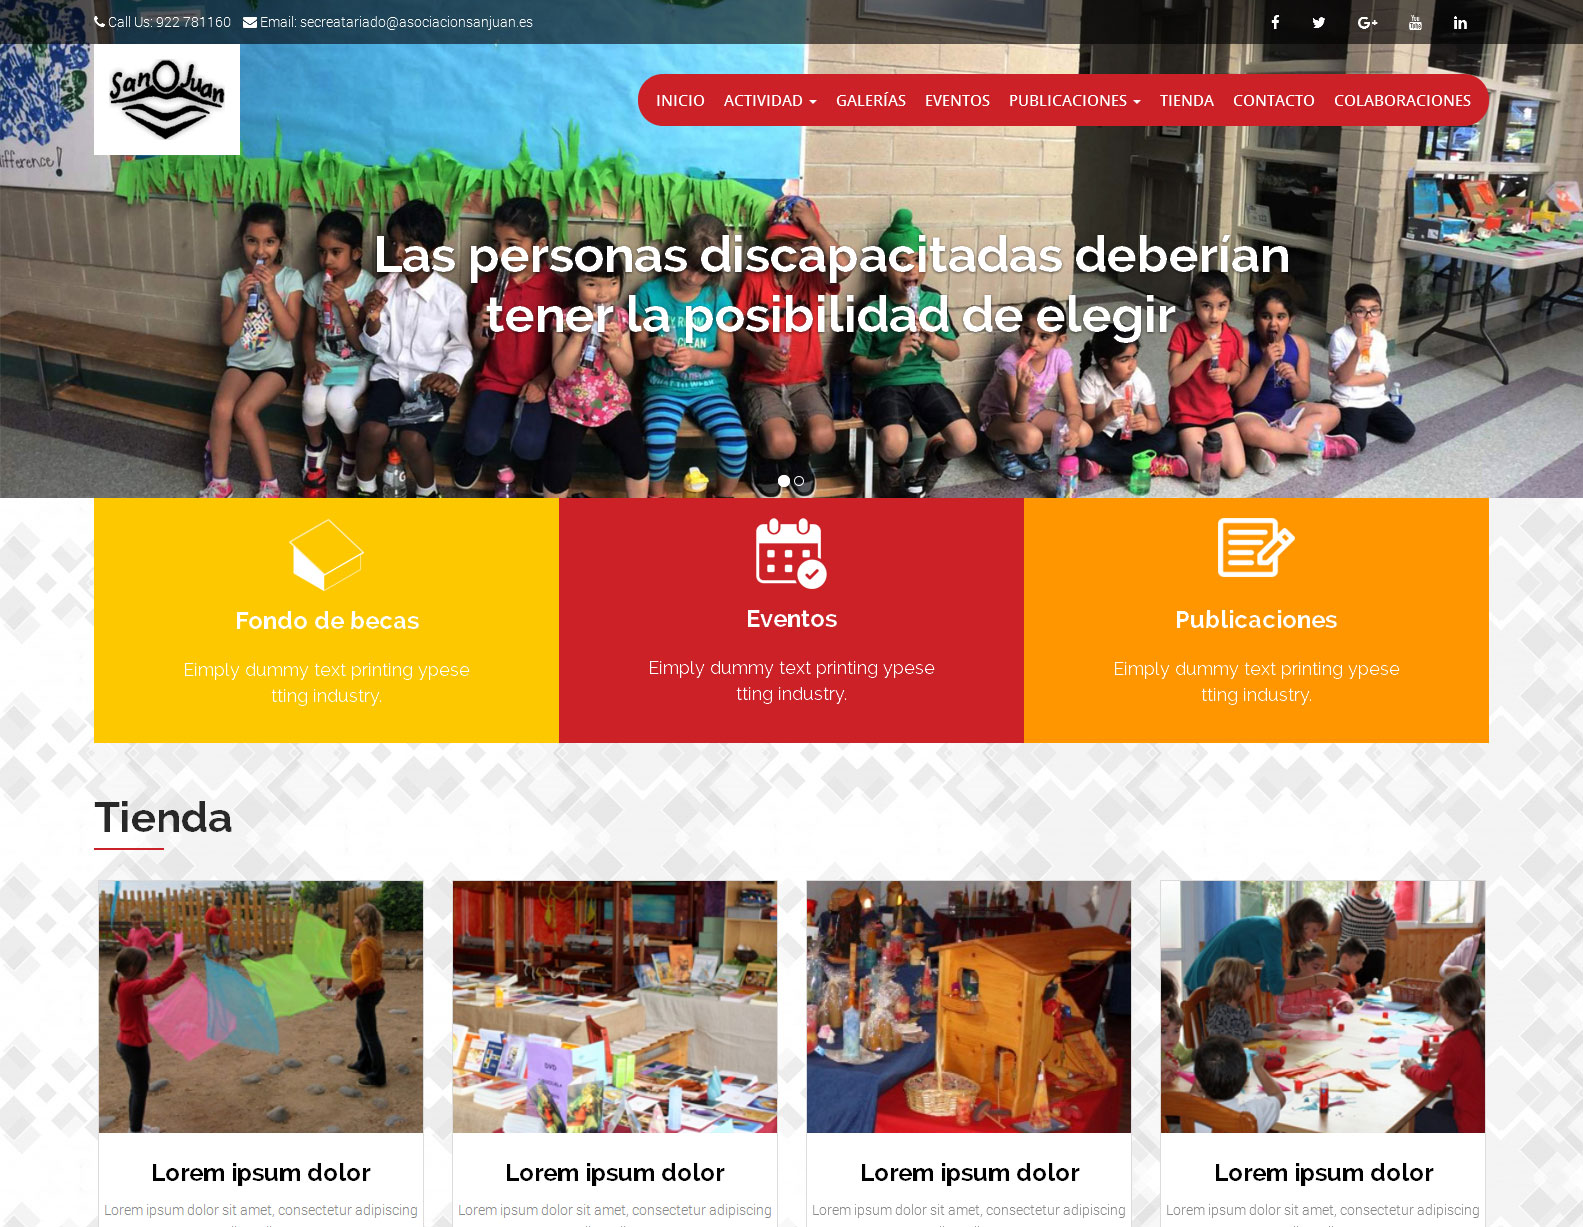 Call Us: 922 781160 Email: secreatariado@asociacionsanjuan.es
San Juan
INICIO ACTIVIDAD GALERÍAS EVENTOS PUBLICACIONES TIENDA CONTACTO COLABORACIONES
ifference!
Las personas discapacitadas deberían
tener la posibilidad de elegir
Fondo de becas
Eimply dummy text printing ypese
tting industry.
Eventos
Eimply dummy text printing ypese
tting industry.
Publicaciones
Eimply dummy text printing ypese
tting industry.
Tienda
DVD
Lorem ipsum dolor
Lorem ipsum dolor sit amet, consectetur adipiscing
Lorem ipsum dolor
Lorem ipsum dolor sit amet, consectetur adipiscing
Lorem ipsum dolor
Lorem ipsum dolor sit amet, consectetur adipiscing
Lorem ipsum dolor
Lorem ipsum dolor sit amet, consectetur adipiscing